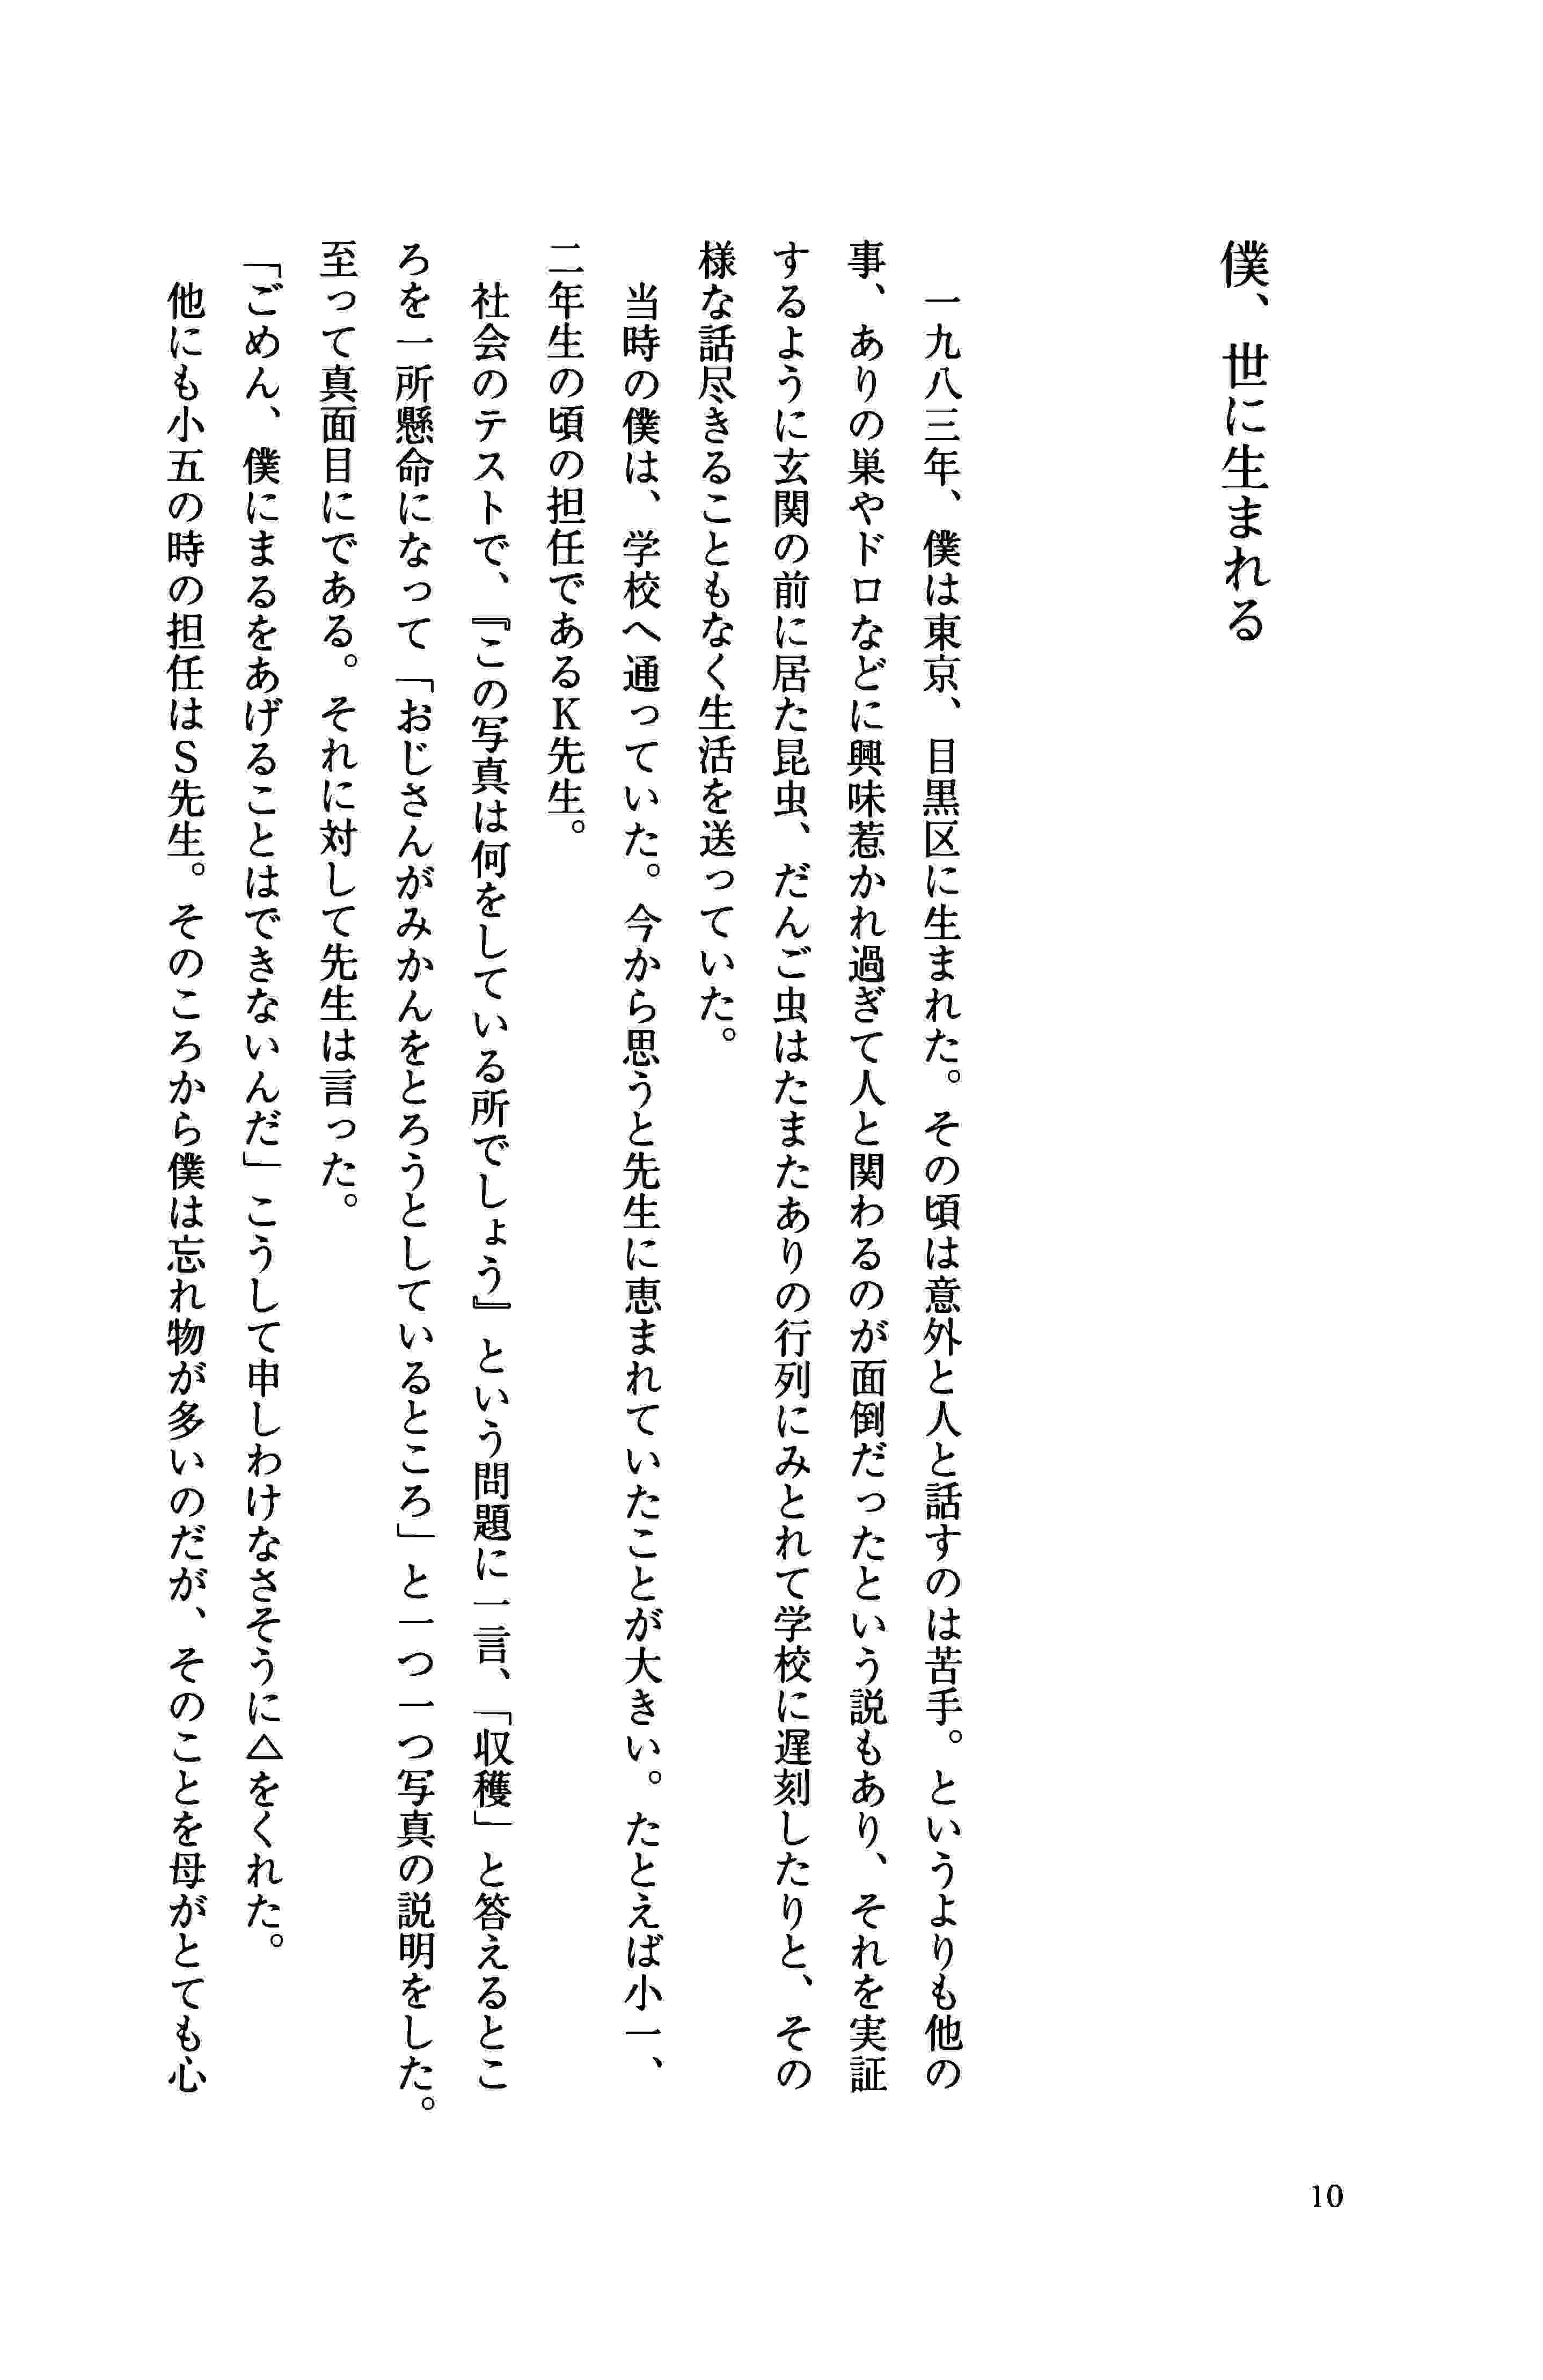 僕、世に生まれる
一九八三年、僕は東京、目黒区に生まれた。その頃は意外と人と話すのは苦手。というよりも他の
事、ありの巣やドロなどに興味惹かれ過ぎて人と関わるのが面倒だったという説もあり、それを実証
するように玄関の前に居た昆虫、だんご虫はたまたありの行列にみとれて学校に遅刻したりと、その
様な話尽きることもなく生活を送っていた。
当時の僕は、学校へ通っていた。今から思うと先生に恵まれていたことが大きい。たとえば小一、
二年生の頃の担任であるK先生。
社会のテストで、『この写真は何をしている所でしょう』という問題に一言、「収穫」と答えるとこ
ろを一所懸命になって「おじさんがみかんをとろうとしているところ」と一つ一つ写真の説明をした。
至って真面目にである。それに対して先生は言った。
「ごめん、僕にまるをあげることはできないんだ」こうして申しわけなさそうに△をくれた。
他にも小五の時の担任はS先生。そのころから僕は忘れ物が多いのだが、そのことを母がとても心
10